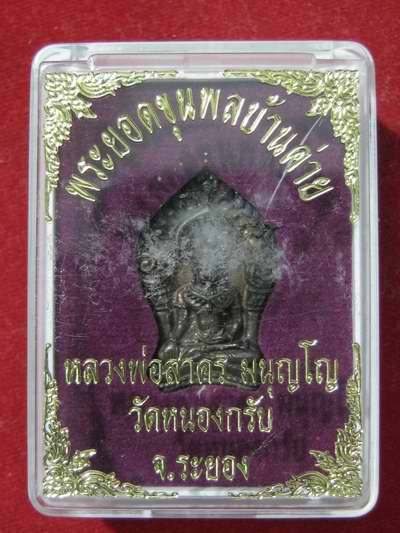 พระยอดขุนพลบ้านค่าย
หลวงพ่อสาคร มนุญโญ
วัดหนองกรับ
จ.ระยอง